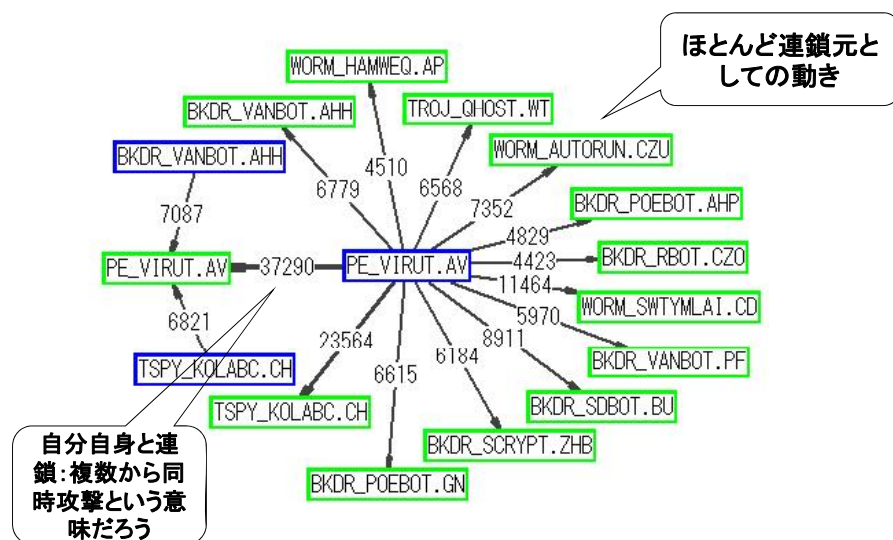 ほとんど連鎖元と
しての動き
WORM_HAMWEQ.AP
BKDR_VANBOT.AHH
TROJ_QHOST.WT
BKDR_VANBOT.AHH
WORM_AUTORUN.CZU
4510
6779
6568
7352
7087
BKDR_POEBOT.AHP
4829
PE_VIRUT.AV
37290
PE_VIRUT.AV
4423
BKDR_RBOT.CZO
11464
WORM_SWTYMLAI.CD
6821
5970
23564
8911
6184
BKDR_VANBOT.PF
TSPY_KOLABC.CH
6615
BKDR_SDBOT.BU
TSPY_KOLABC.CH
BKDR_SCRYPT.ZHB
BKDR_POEBOT.GN
自分自身と連
鎖:複数から同
時攻撃という意
味だろう